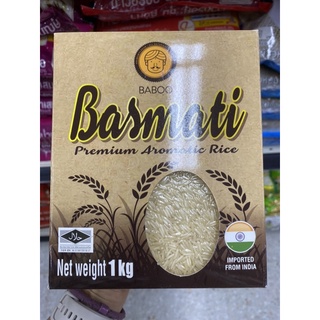 BABOO
Basmati
Premium Aromatic Rice
Net weight 1 kg
IMPORTED
FROM INDIA